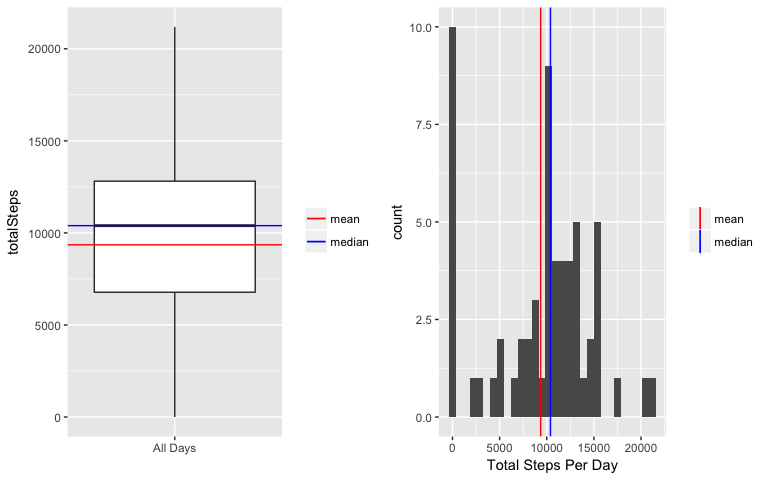 totalSteps
20000
15000
10000
5000
0
All Days
mean
median
count
10.0
7.5
5.0
2.5
0.0
0 5000 10000 15000 20000
Total Steps Per Day
mean
median